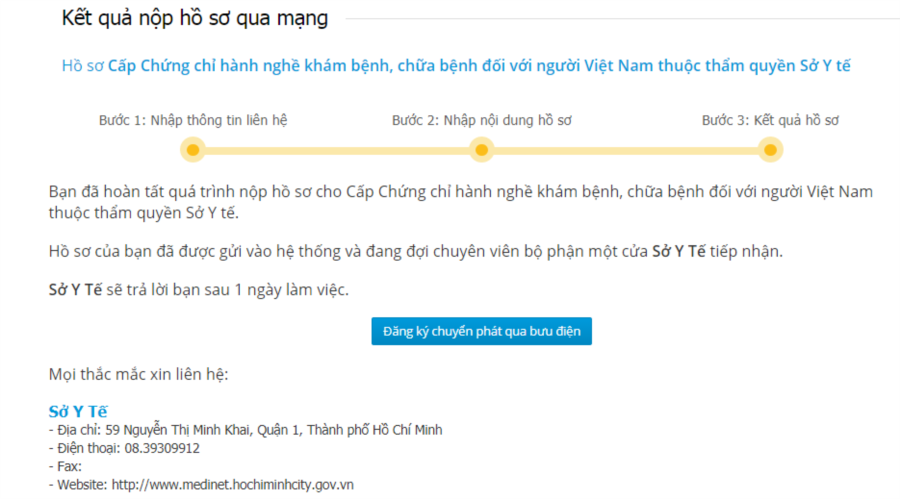 Kết quả nộp hồ sơ qua mạng
Hồ sơ Cấp Chứng chỉ hành nghề khám bệnh, chữa bệnh đối với người Việt Nam thuộc thẩm quyền Sở Y tế
Bước 1: Nhập thông tin liên hệ
Bước 2: Nhập nội dung hồ sơ
Bước 3: Kết quả hồ sơ
Bạn đã hoàn tất quá trình nộp hồ sơ cho Cấp Chứng chỉ hành nghề khám bệnh, chữa bệnh đối với người Việt Nam
thuộc thẩm quyền Sở Y tế.
Hồ sơ của bạn đã được gửi vào hệ thống và đang đợi chuyên viên bộ phận một cửa Sở Y Tế tiếp nhận.
Sở Y Tế sẽ trả lời bạn sau 1 ngày làm việc.
Đăng ký chuyển phát qua bưu điện
Mọi thắc mắc xin liên hệ:
Sở Y Tế
- Địa chỉ: 59 Nguyễn Thị Minh Khai, Quận 1, Thành phố Hồ Chí Minh
- Điện thoại: 08.39309912
- Fax:
- Website: http://www.medinet.hochiminhcity.gov.vn